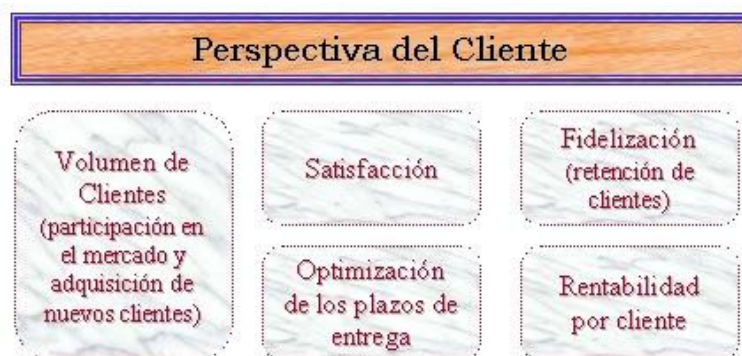 Perspectiva del Cliente
Volumen de
Clientes
(participación en
el mercado y
adquisición de
nuevos clientes)
Satisfacción
Optimización
de los plazos de
entrega
Fidelización
(retención de
clientes)
Rentabilidad
por cliente